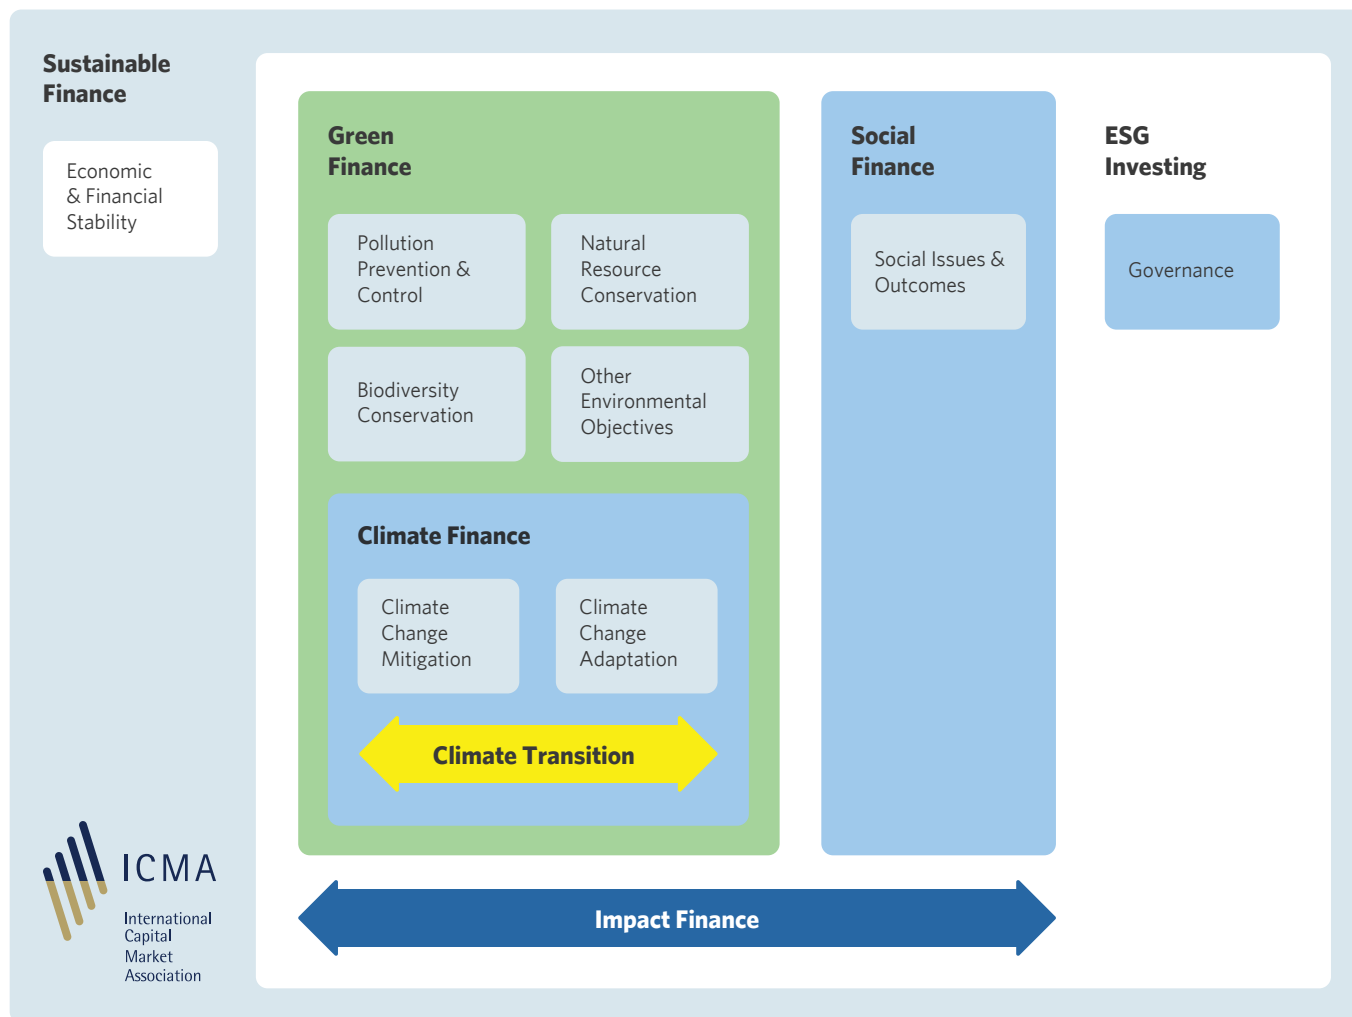 Sustainable
Finance
Economic
& Financial
Stability
Green
Finance
Pollution
Prevention &
Control
Natural
Resource
Conservation
Biodiversity
Conservation
Other
Environmental
Objectives
Climate Finance
Climate
Change
Mitigation
Climate
Change
Adaptation
Climate Transition
Social
Finance
Social Issues &
Outcomes
ESG
Investing
Governance
Impact Finance
ICMA
International
Capital
Market
Association